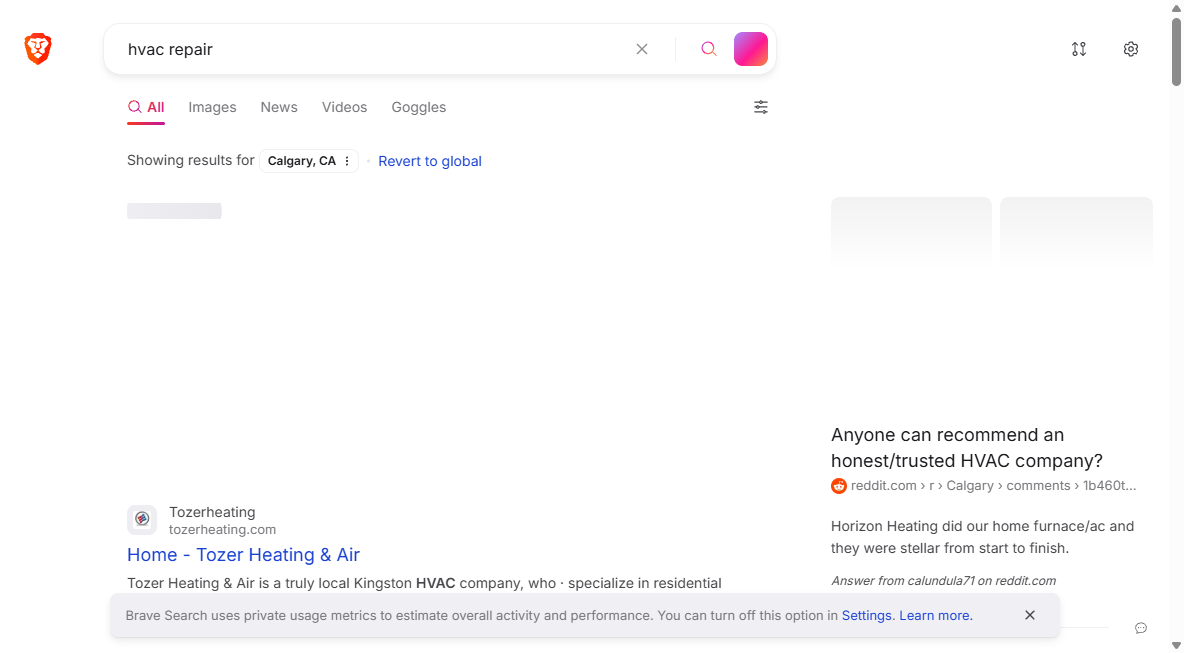 hvac repair
All Images News Videos Goggles
Showing results for Calgary, CA · Revert to global
Tozerheating
tozerheating.com
Home - Tozer Heating & Air
Tozer Heating & Air is a truly local Kingston HVAC company, who · specialize in residential
Anyone can recommend an
honest/trusted HVAC company?
reddit.com › r › Calgary › comments › 1b460t...
Horizon Heating did our home furnace/ac and
they were stellar from start to finish.
Answer from calundula71 on reddit.com
Brave Search uses private usage metrics to estimate overall activity and performance. You can turn off this option in Settings. Learn more.